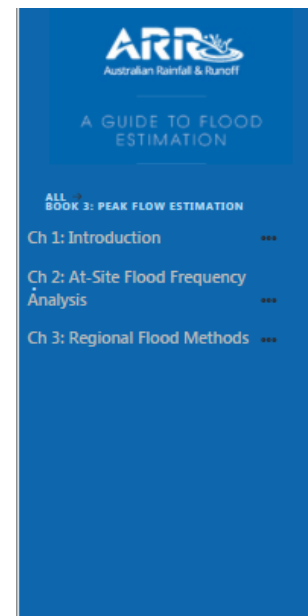 ARR
Australian Rainfall & Runoff
A GUIDE TO FLOOD
ESTIMATION
ALL →
BOOK 3: PEAK FLOW ESTIMATION
Ch 1: Introduction •••
Ch 2: At-Site Flood Frequency
Analysis •••
Ch 3: Regional Flood Methods •••